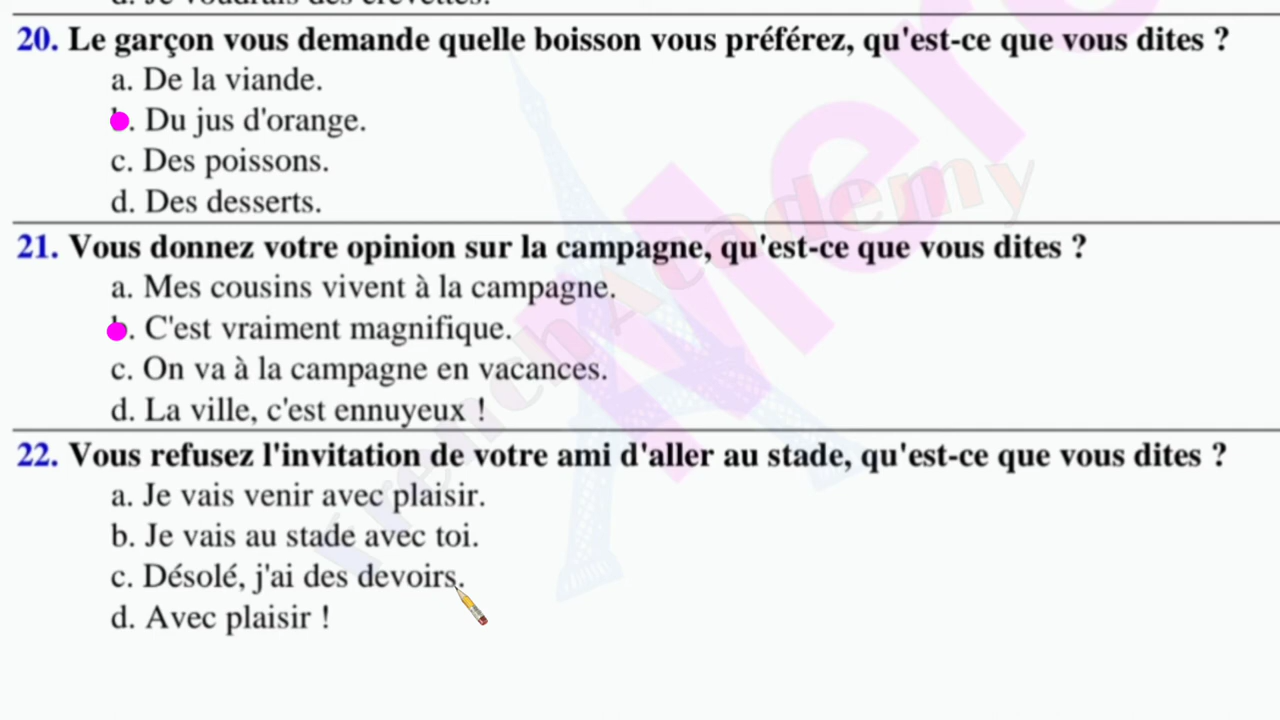 20. Le garçon vous demande quelle boisson vous préférez, qu'est-ce que vous dites ?
a. De la viande.
b. Du jus d'orange.
c. Des poissons.
d. Des desserts.
21. Vous donnez votre opinion sur la campagne, qu'est-ce que vous dites ?
a. Mes cousins vivent à la campagne.
b. C'est vraiment magnifique.
c. On va à la campagne en vacances.
d. La ville, c'est ennuyeux !
22. Vous refusez l'invitation de votre ami d'aller au stade, qu'est-ce que vous dites ?
a. Je vais venir avec plaisir.
b. Je vais au stade avec toi.
c. Désolé, j'ai des devoirs.
d. Avec plaisir !
French Academy